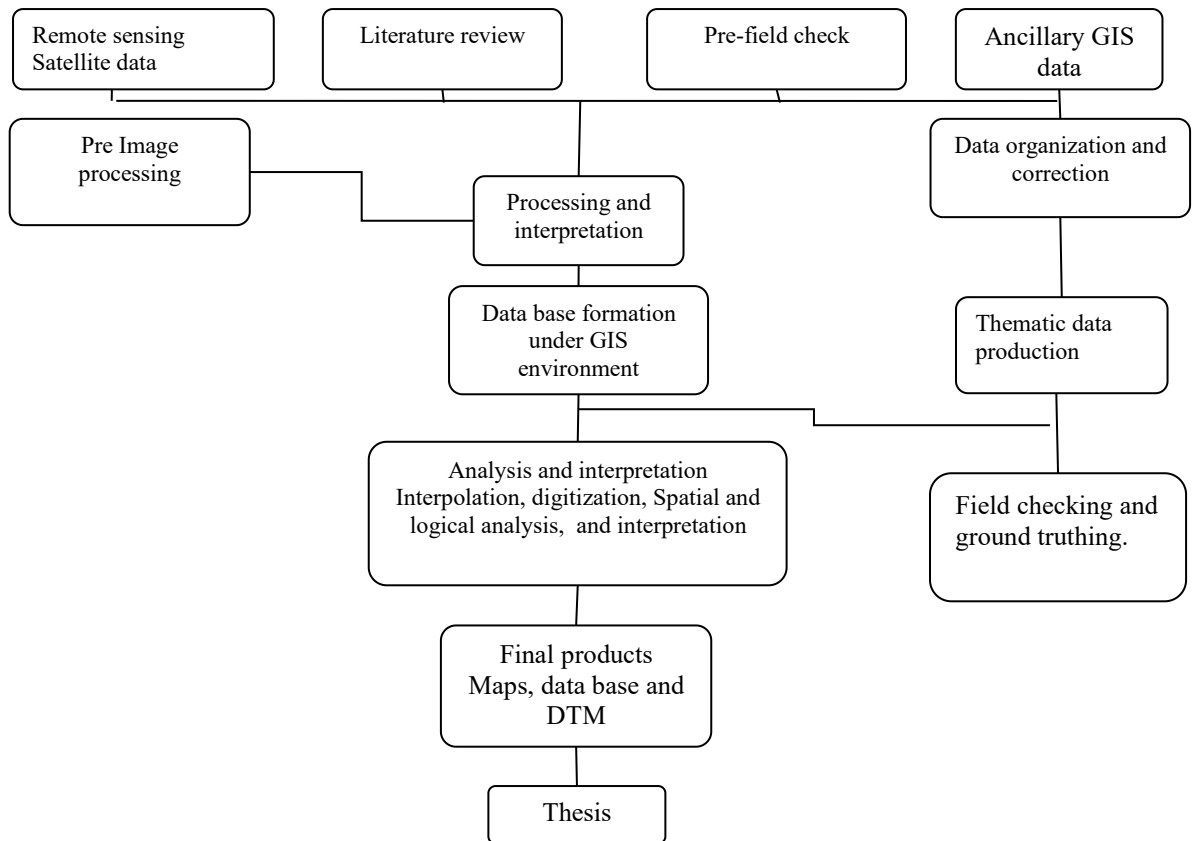 Remote sensing
Satellite data
Literature review
Pre-field check
Ancillary GIS
data
Pre Image
processing
Data organization and
correction
Processing and
interpretation
Data base formation
under GIS
environment
Thematic data
production
Analysis and interpretation
Interpolation, digitization, Spatial and
logical analysis,  and interpretation
Field checking and
ground truthing.
Final products
Maps, data base and
DTM
Thesis